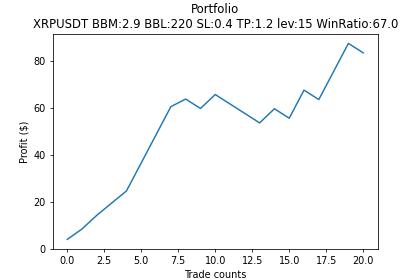 Portfolio
XRPUSDT BBM:2.9 BBL:220 SL:0.4 TP:1.2 lev:15 WinRatio:67.0
80
60
40
20
0
Profit ($)
0.0 2.5 5.0 7.5 10.0 12.5 15.0 17.5 20.0
Trade counts